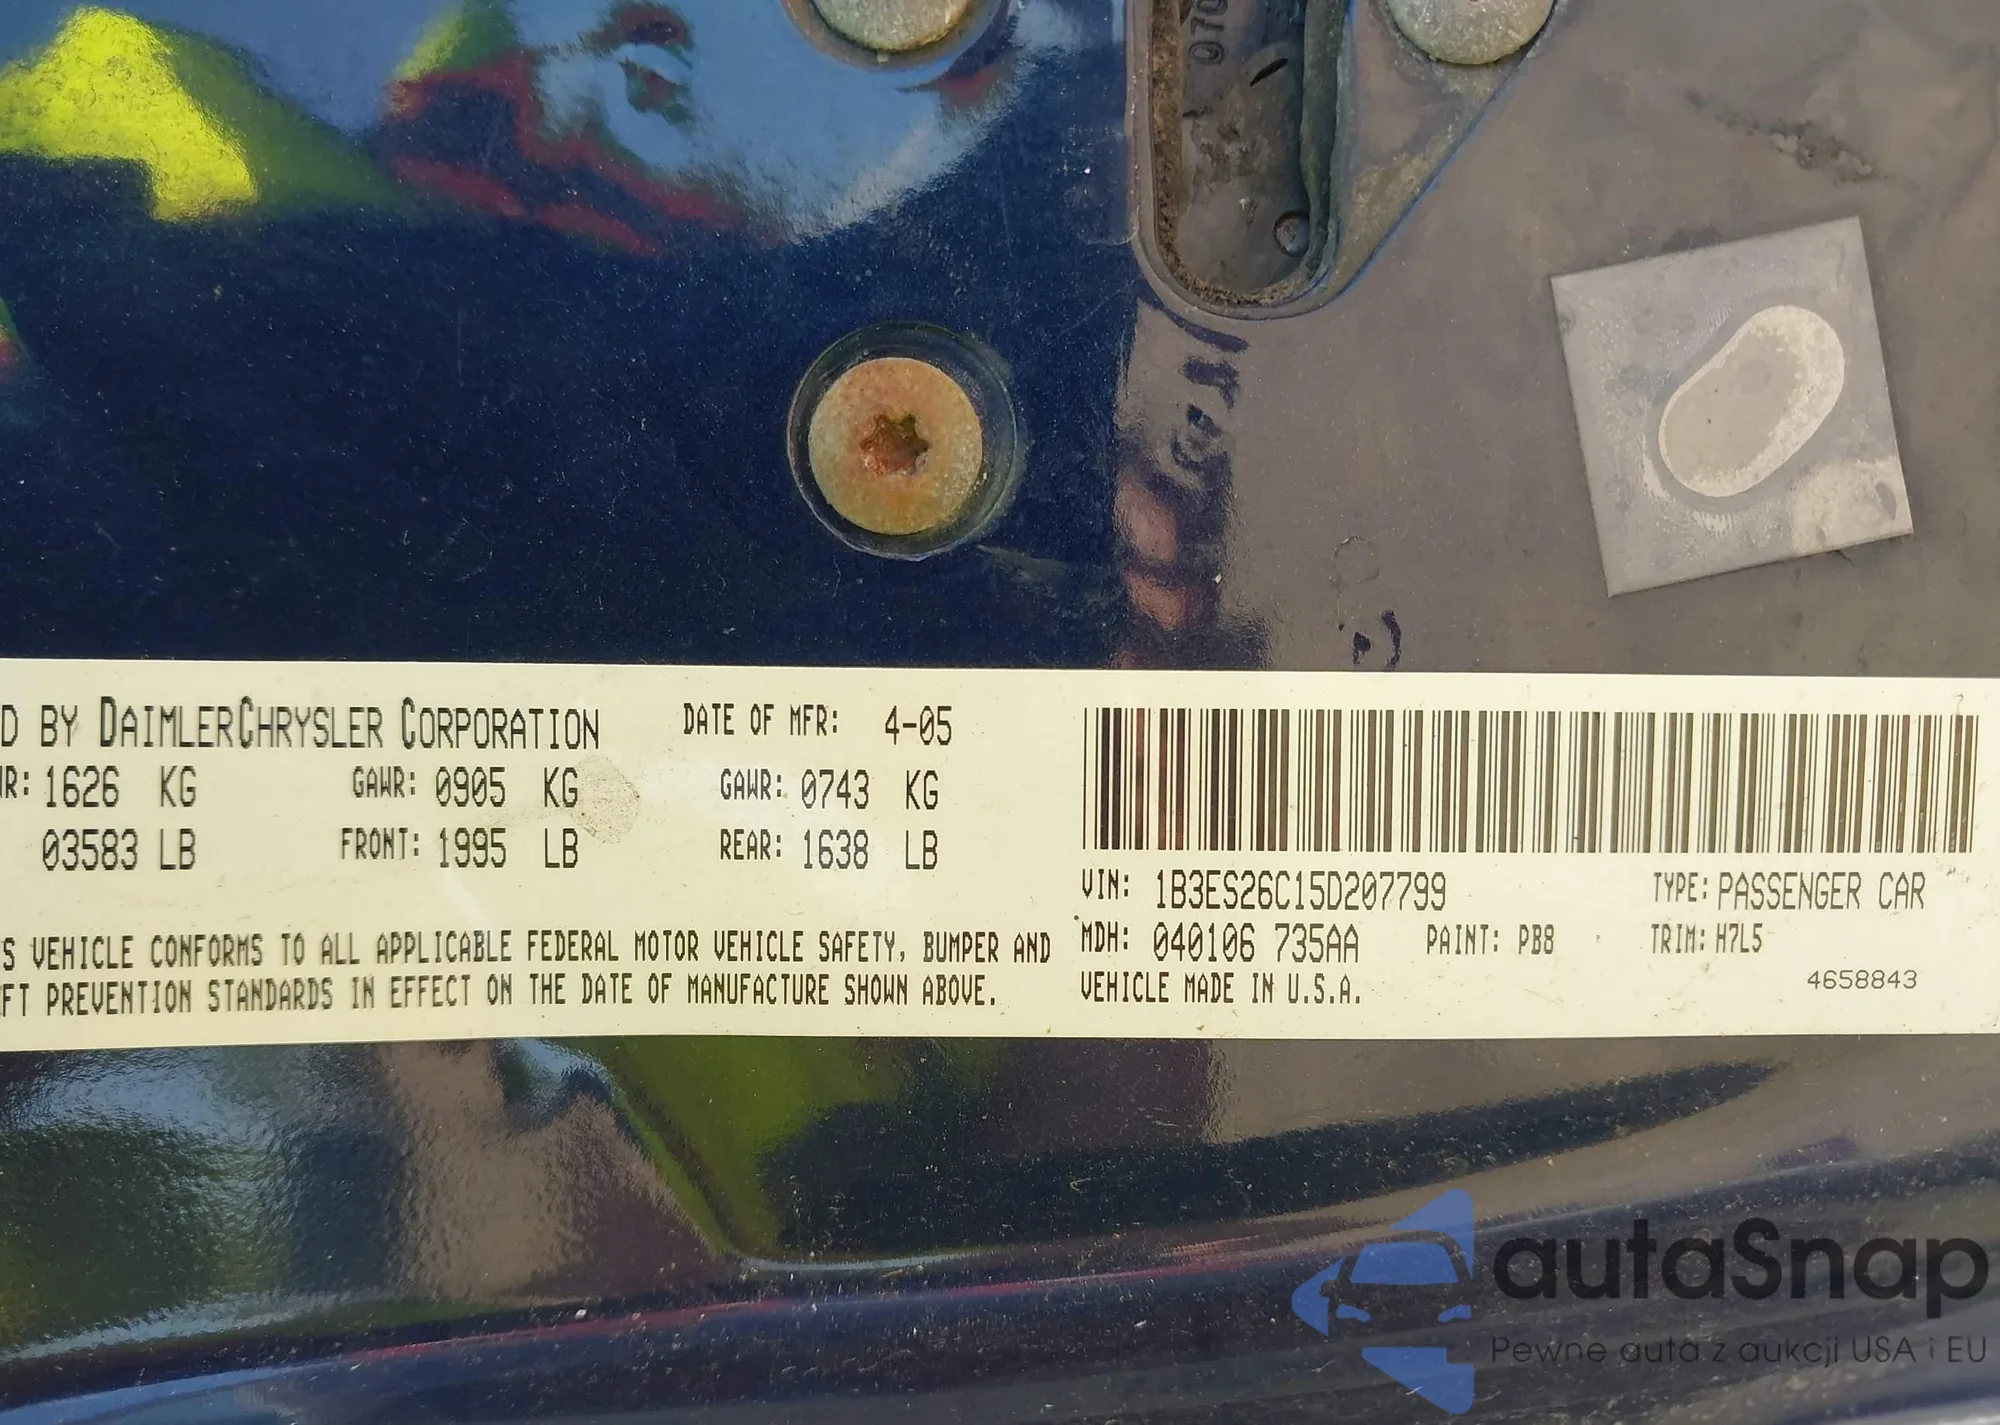 070
D BY DAIMLERCHRYSLER CORPORATION DATE OF MFR: 4-05
WR: 1626 KG GAWR: 0905 KG GAWR: 0743 KG
03583 LB FRONT: 1995 LB REAR: 1638 LB
S VEHICLE CONFORMS TO ALL APPLICABLE FEDERAL MOTOR VEHICLE SAFETY, BUMPER AND
FT PREVENTION STANDARDS IN EFFECT ON THE DATE OF MANUFACTURE SHOWN ABOVE.
VIN: 1B3ES26C15D207799 TYPE: PASSENGER CAR
MDH: 040106 735AA PAINT: PB8 TRIM: H7L5
VEHICLE MADE IN U.S.A. 4658843
autaSnap
Pewne auta z aukcji USA i EU